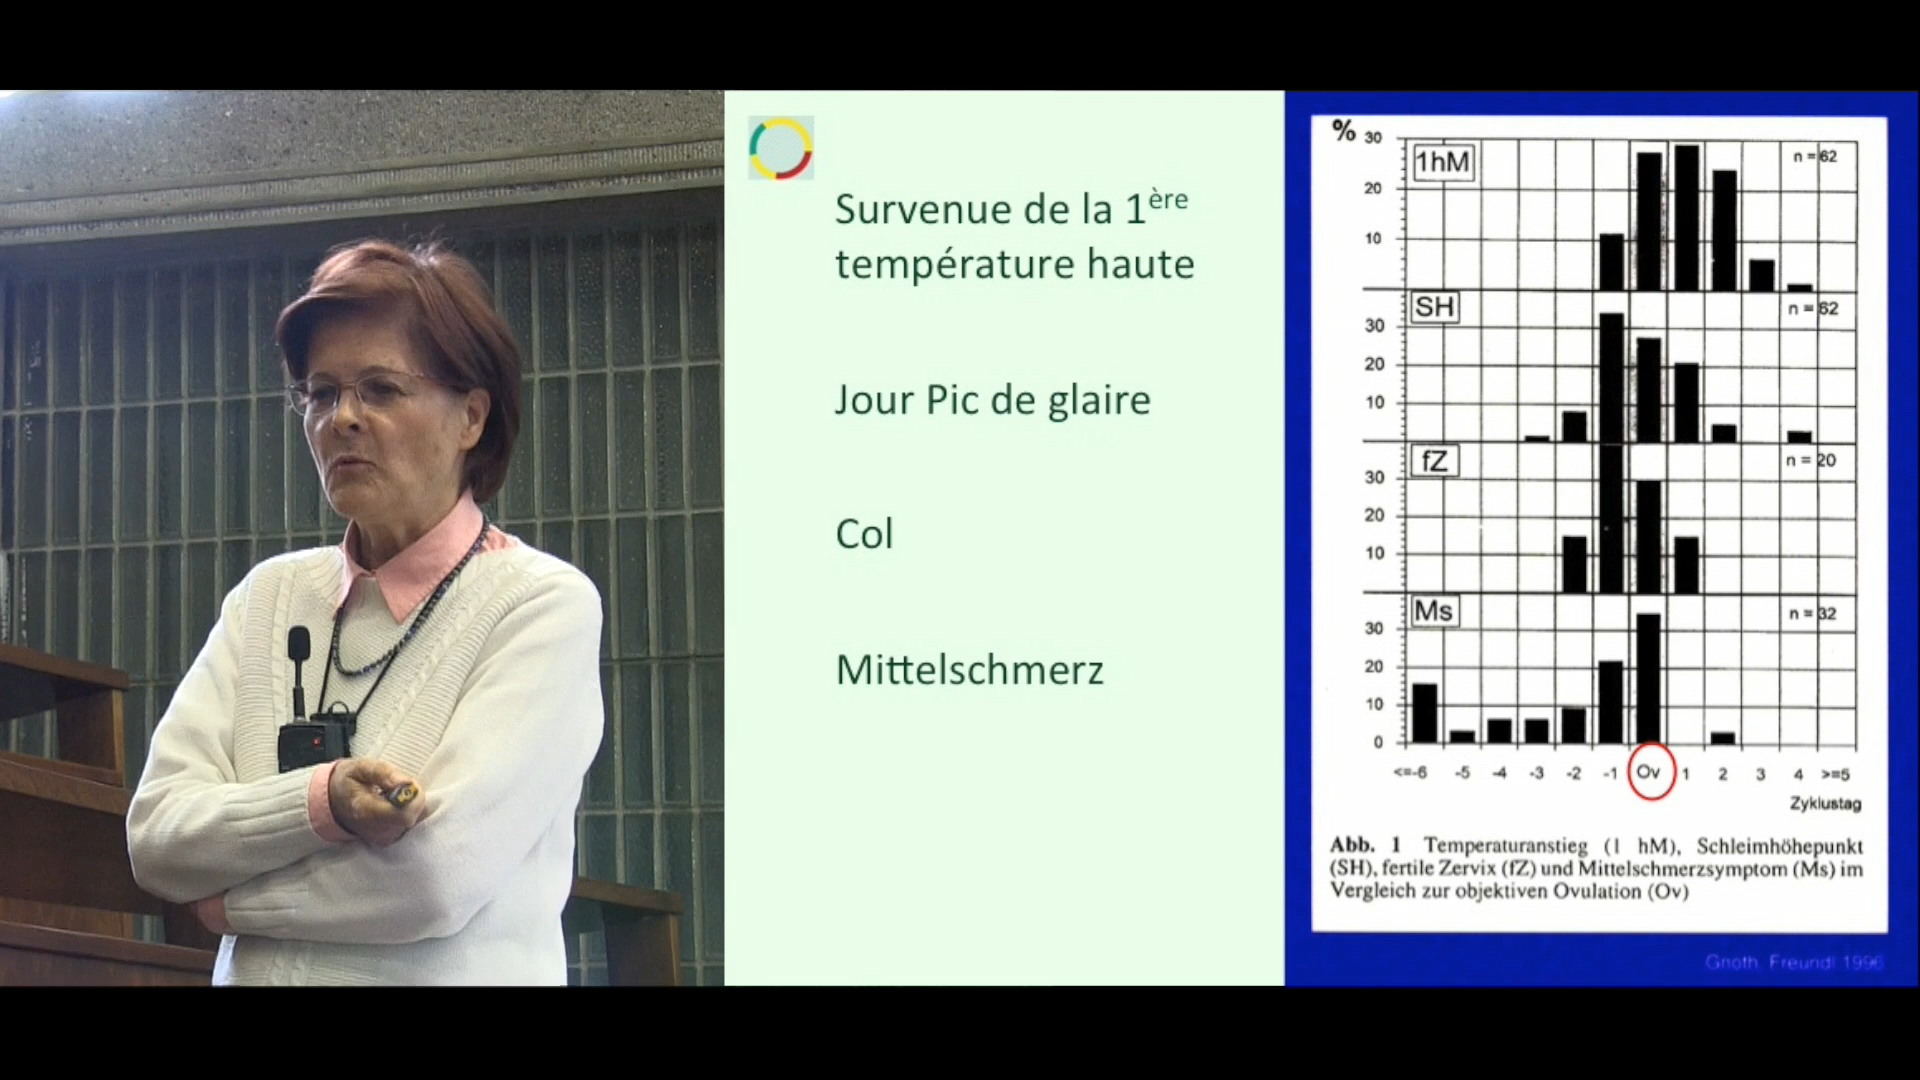 Survenue de la 1ère
température haute
Jour Pic de glaire
Col
Mittelschmerz
%
30
1hM
n = 62
20
10
SH
n = 62
30
20
10
fZ
n = 20
30
20
10
Ms
n = 32
30
20
10
0
<=-6 -5 -4 -3 -2 -1 Ov 1 2 3 4 >=5
Zyklustag
Abb. 1 Temperaturanstieg (1 hM), Schleimhöhepunkt
(SH), fertile Zervix (fZ) und Mittelschmerzsymptom (Ms) im
Vergleich zur objektiven Ovulation (Ov)
Gnoth Freundl 1996